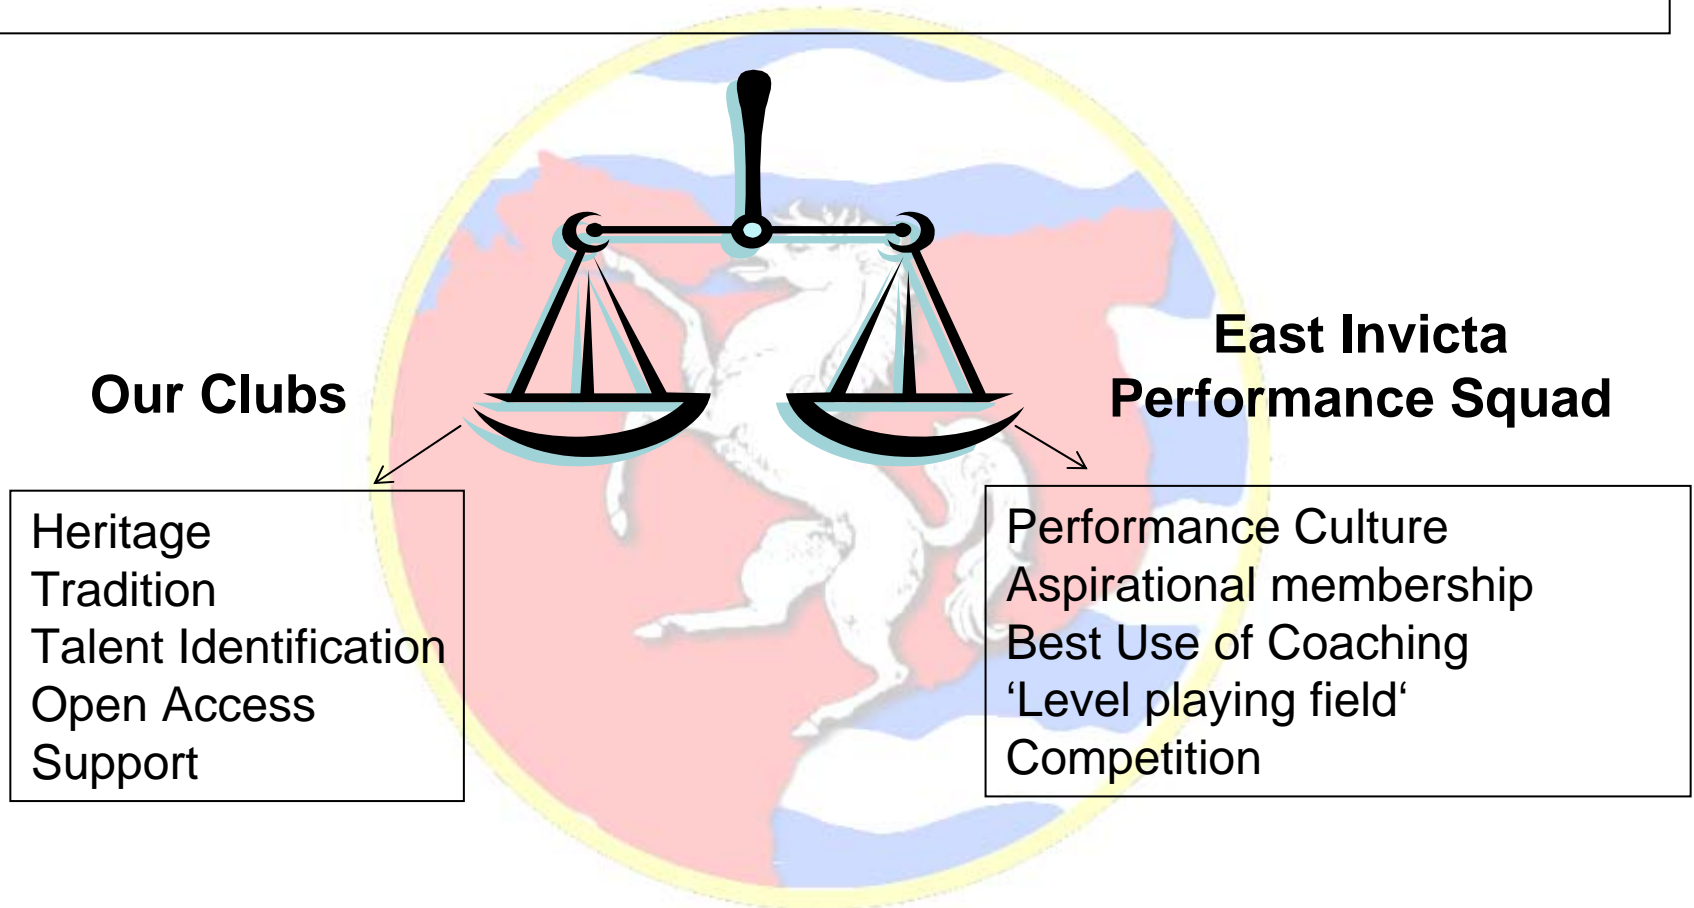 Our Clubs
Heritage
Tradition
Talent Identification
Open Access
Support
East Invicta
Performance Squad
Performance Culture
Aspirational membership
Best Use of Coaching
‘Level playing field‘
Competition